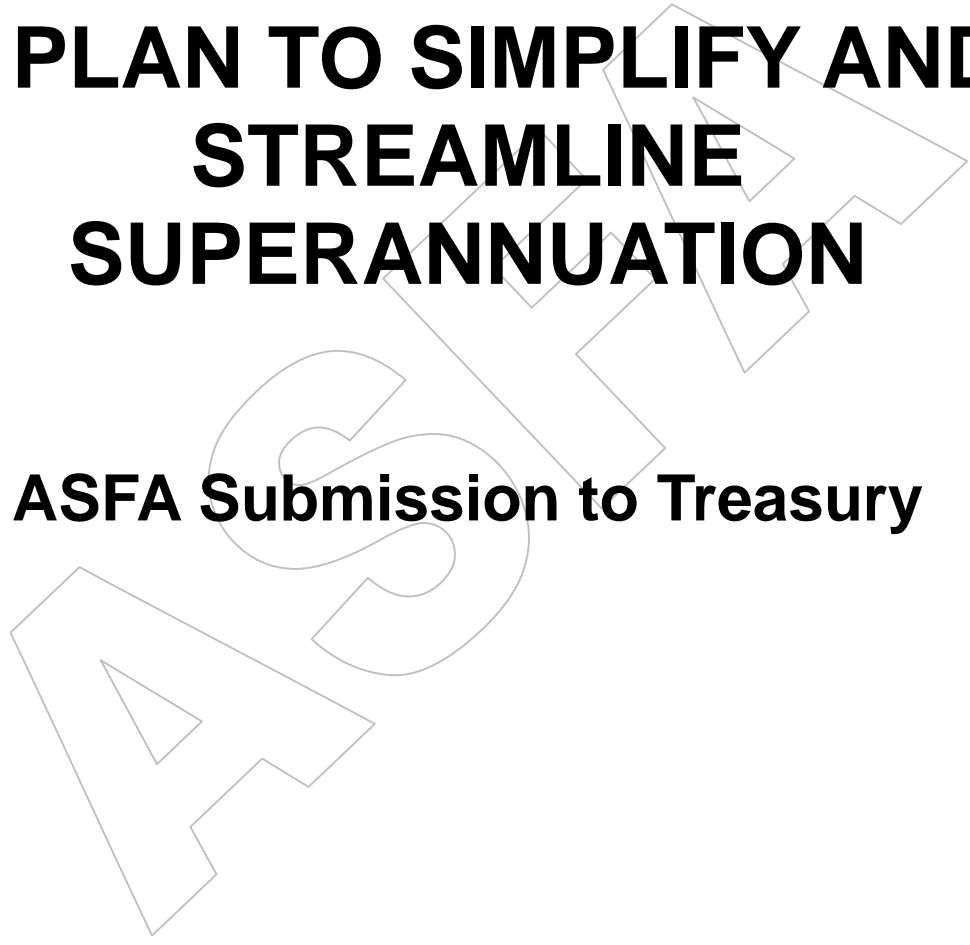 PLAN TO SIMPLIFY AND
STREAMLINE
SUPERANNUATION
ASFA Submission to Treasury
ASFA